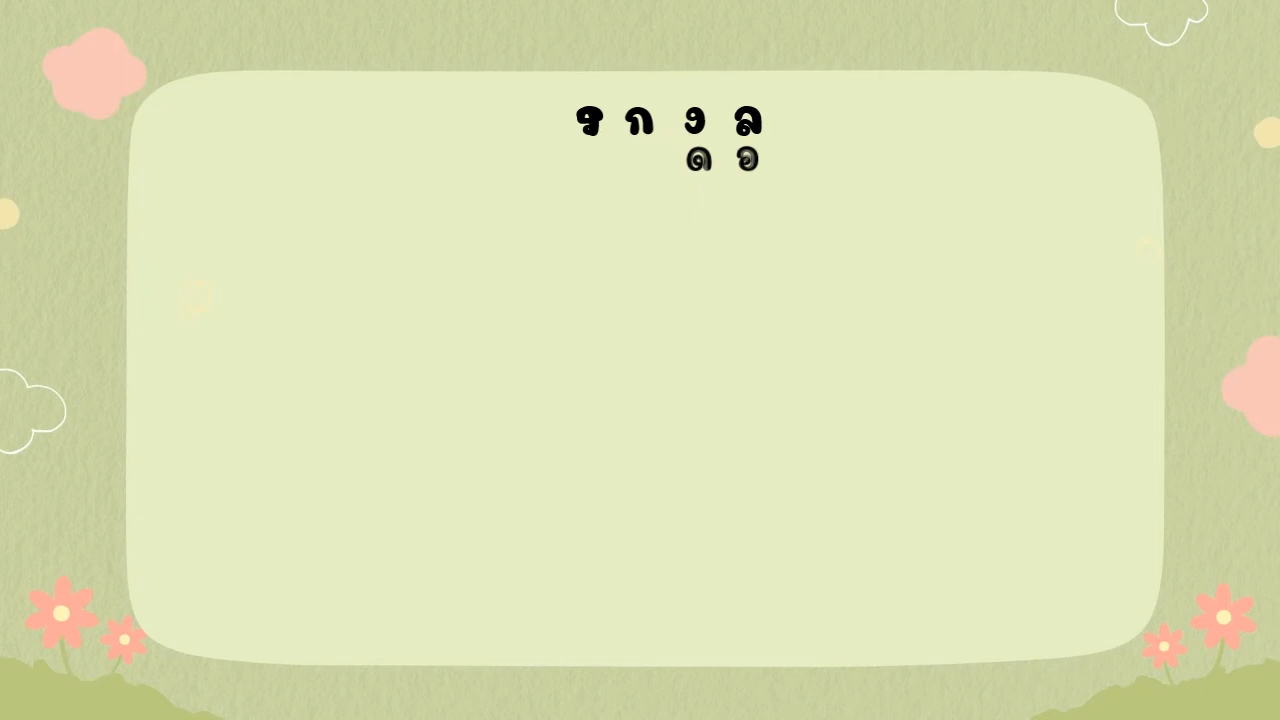 ร ก ง ล
ด อ